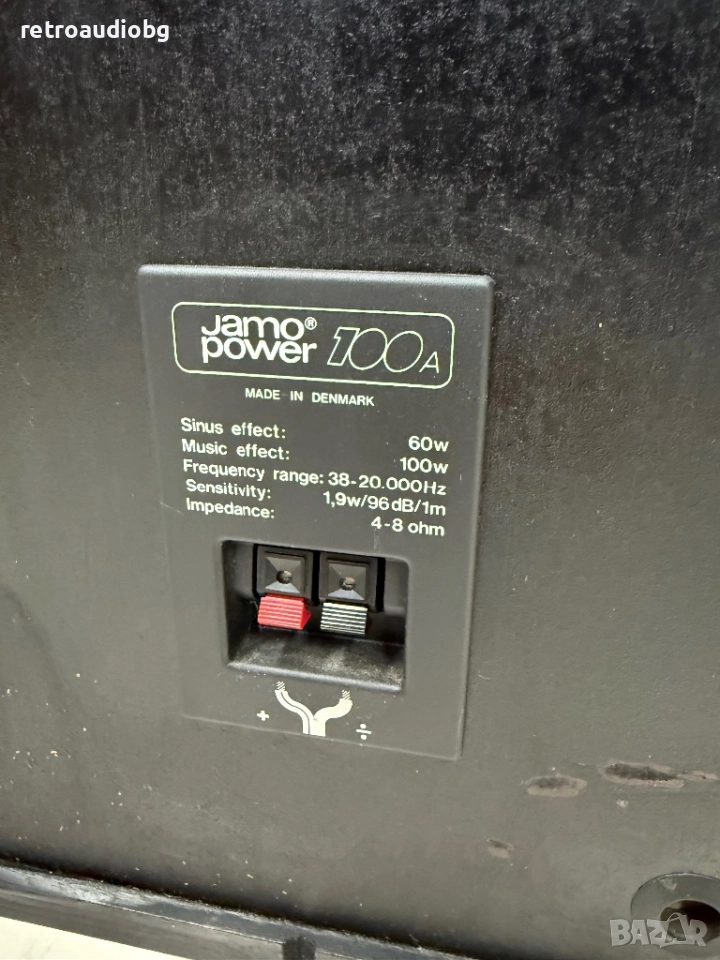 retroaudiobg
Jamo®
power 100A
MADE IN DENMARK
Sinus effect: 60w
Music effect: 100w
Frequency range: 38-20.000Hz
Sensitivity: 1,9w/96dB/1m
Impedance: 4-8 ohm
+ ÷
BAZAR